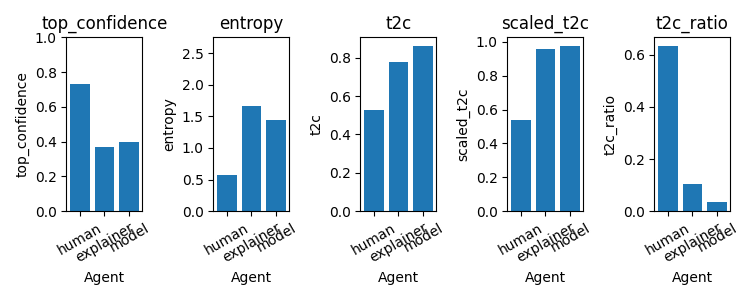 top_confidence
top_confidence
1.0
0.8
0.6
0.4
0.2
0.0
human
explainer
model
Agent
entropy
entropy
2.5
2.0
1.5
1.0
0.5
0.0
human
explainer
model
Agent
t2c
t2c
0.8
0.6
0.4
0.2
0.0
human
explainer
model
Agent
scaled_t2c
scaled_t2c
1.0
0.8
0.6
0.4
0.2
0.0
human
explainer
model
Agent
t2c_ratio
t2c_ratio
0.6
0.4
0.2
0.0
human
explainer
model
Agent